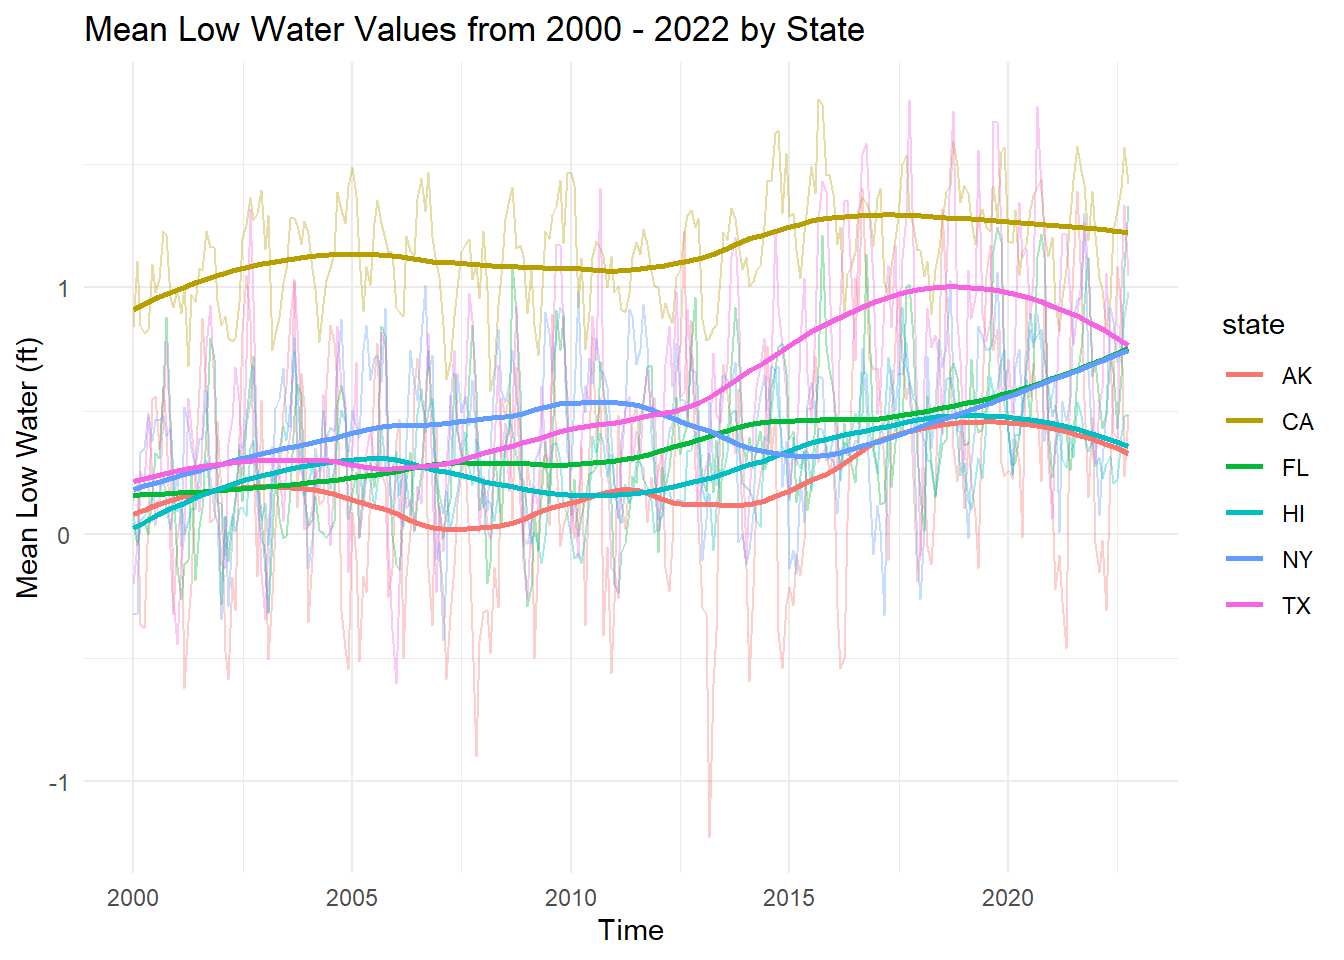 Mean Low Water Values from 2000 - 2022 by State
Mean Low Water (ft)
1
0
-1
2000
2005
2010
2015
2020
Time
state
AK
CA
FL
HI
NY
TX